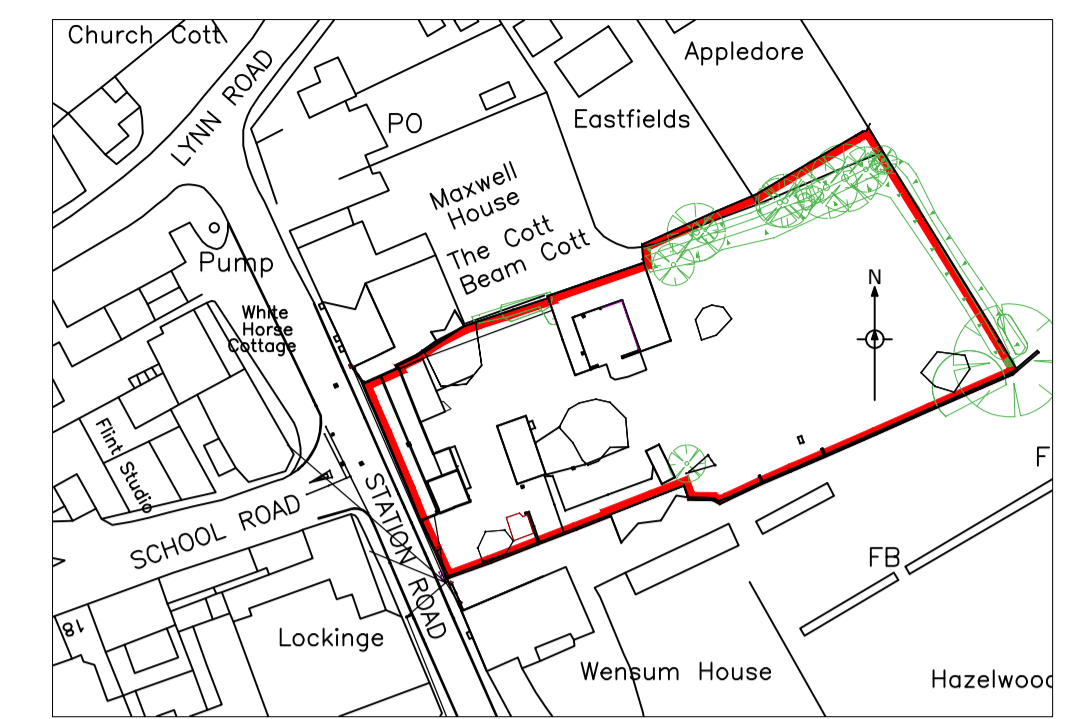 Church Cott
LYNN ROAD
Appledore
PO
Eastfields
Maxwell
House
The Cott
Beam Cott
Pump
White
Horse
Cottage
N
Flint Studio
STATION ROAD
SCHOOL ROAD
F
FB
18
Lockinge
Wensum House
Hazelwood